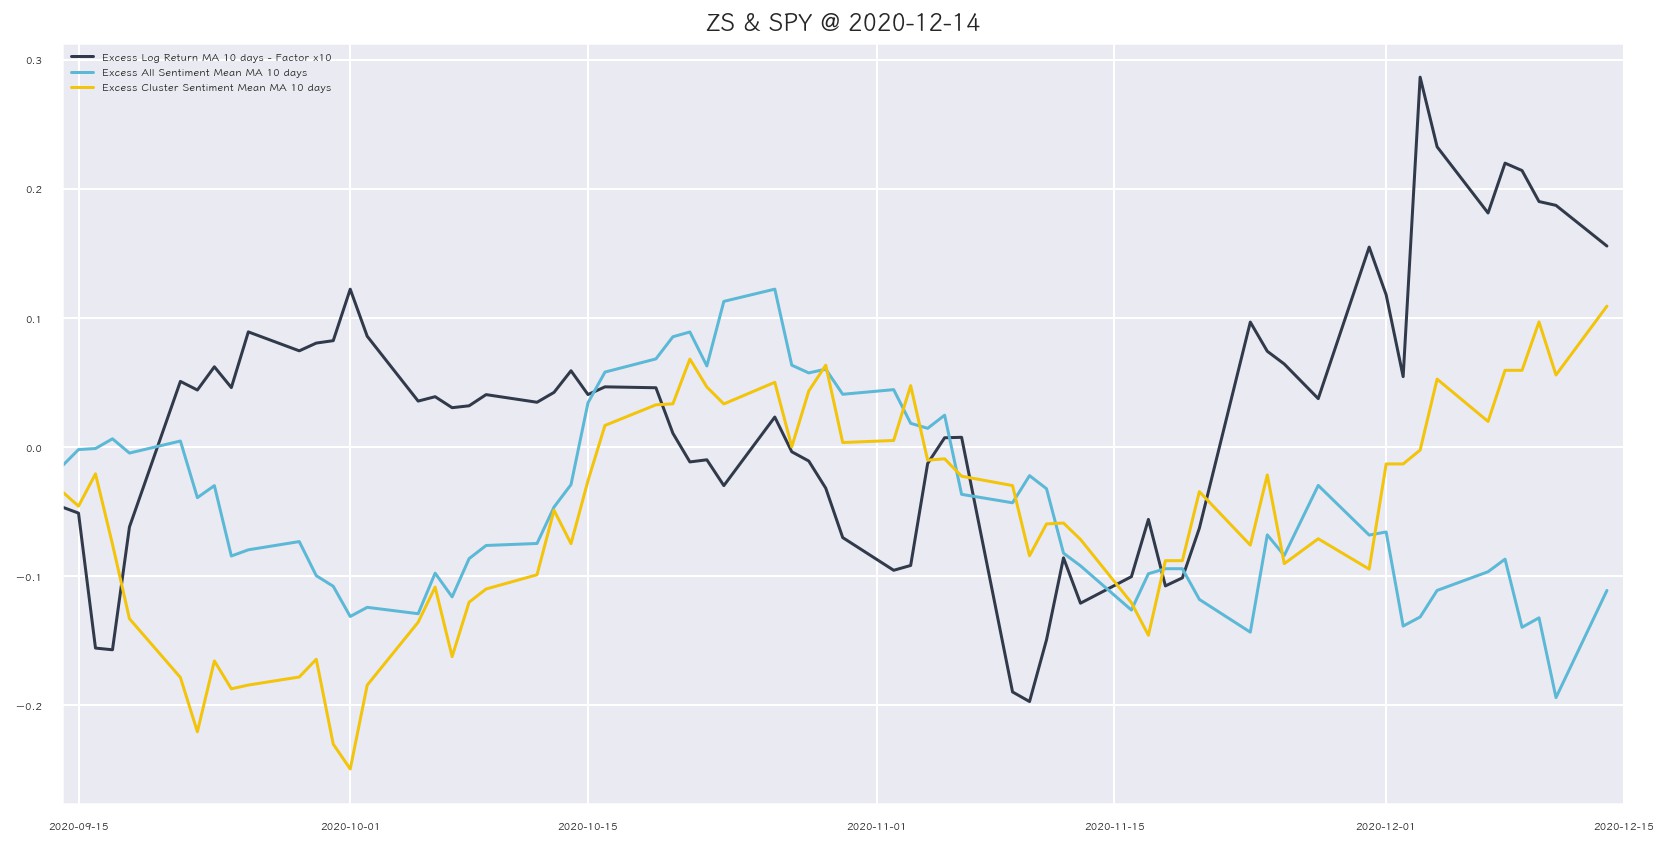 ZS & SPY @ 2020-12-14
Excess Log Return MA 10 days - Factor x10
Excess All Sentiment Mean MA 10 days
Excess Cluster Sentiment Mean MA 10 days
0.3
0.2
0.1
0.0
−0.1
−0.2
2020-09-15 2020-10-01 2020-10-15 2020-11-01 2020-11-15 2020-12-01 2020-12-15